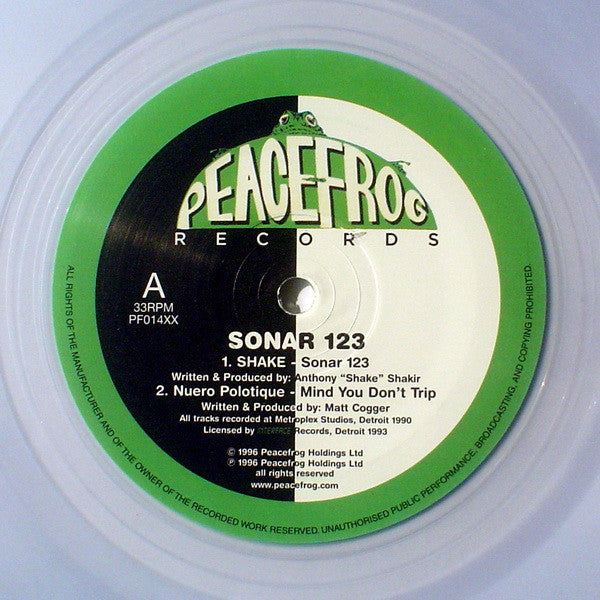 PEACEFROG
RECORDS
A
33RPM
PF014XX
SONAR 123
1. SHAKE - Sonar 123
Written & Produced by: Anthony “Shake” Shakir
2. Nuero Polotique - Mind You Don't Trip
Written & Produced by: Matt Cogger
All tracks recorded at Metroplex Studios, Detroit 1990
Licensed by INTERFACE Records, Detroit 1993
© 1996 Peacefrog Holdings Ltd
℗ 1996 Peacefrog Holdings Ltd
all rights reserved
www.peacefrog.com
ALL RIGHTS OF THE MANUFACTURER AND OF THE OWNER OF THE RECORDED WORK RESERVED. UNAUTHORISED PUBLIC PERFORMANCE, BROADCASTING, AND COPYING PROHIBITED.